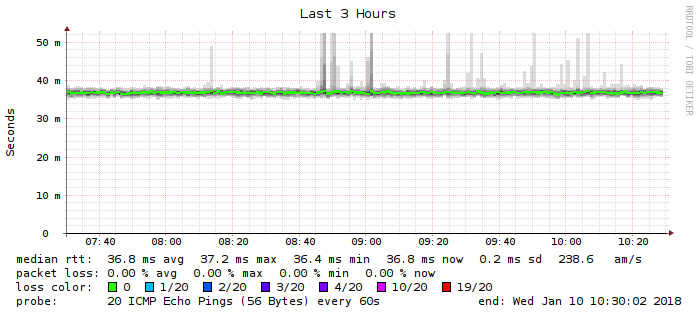 Last 3 Hours
RRDTOOL / TOBI OETIKER
Seconds
50 m
40 m
30 m
20 m
10 m
0
07:40 08:00 08:20 08:40 09:00 09:20 09:40 10:00 10:20
median rtt: 36.8 ms avg 37.2 ms max 36.4 ms min 36.8 ms now 0.2 ms sd 238.6 am/s
packet loss: 0.00 % avg 0.00 % max 0.00 % min 0.00 % now
loss color: 0 1/20 2/20 3/20 4/20 10/20 19/20
probe: 20 ICMP Echo Pings (56 Bytes) every 60s end: Wed Jan 10 10:30:02 2018